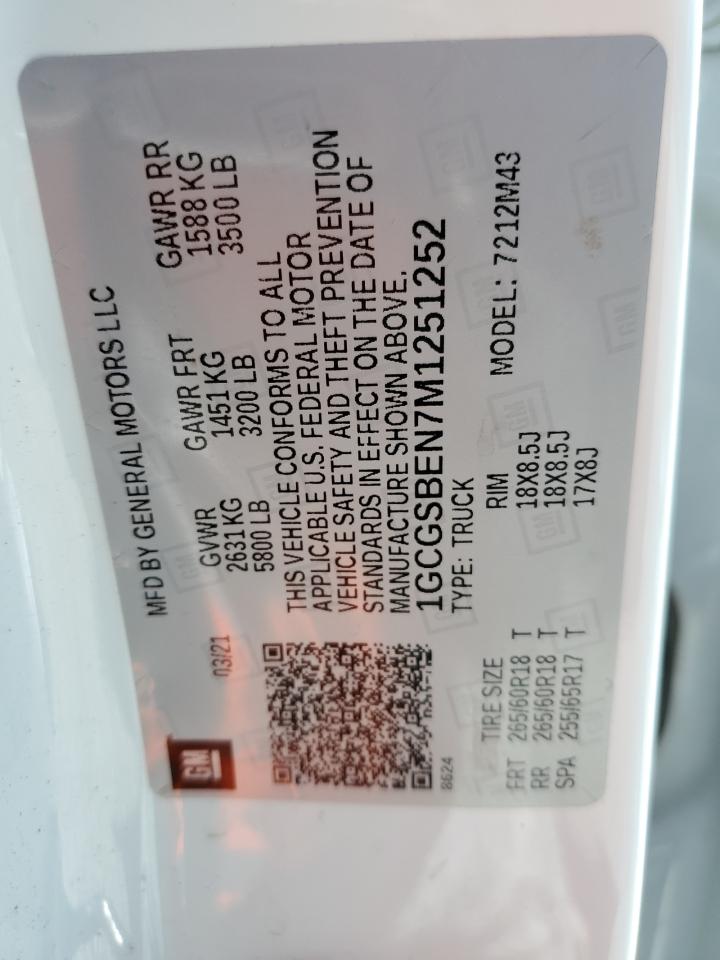 GM
MFD BY GENERAL MOTORS LLC
03/21
GVWR GAWR FRT GAWR RR
2631 KG 1451 KG 1588 KG
5800 LB 3200 LB 3500 LB
THIS VEHICLE CONFORMS TO ALL
APPLICABLE U.S. FEDERAL MOTOR
VEHICLE SAFETY AND THEFT PREVENTION
STANDARDS IN EFFECT ON THE DATE OF
MANUFACTURE SHOWN ABOVE.
1GCGSBEN7M1251252
8624
TYPE: TRUCK
TIRE SIZE RIM MODEL: 7212M43
FRT 265/60R18 T 18X8.5J
RR 265/60R18 T 18X8.5J
SPA 255/65R17 T 17X8J